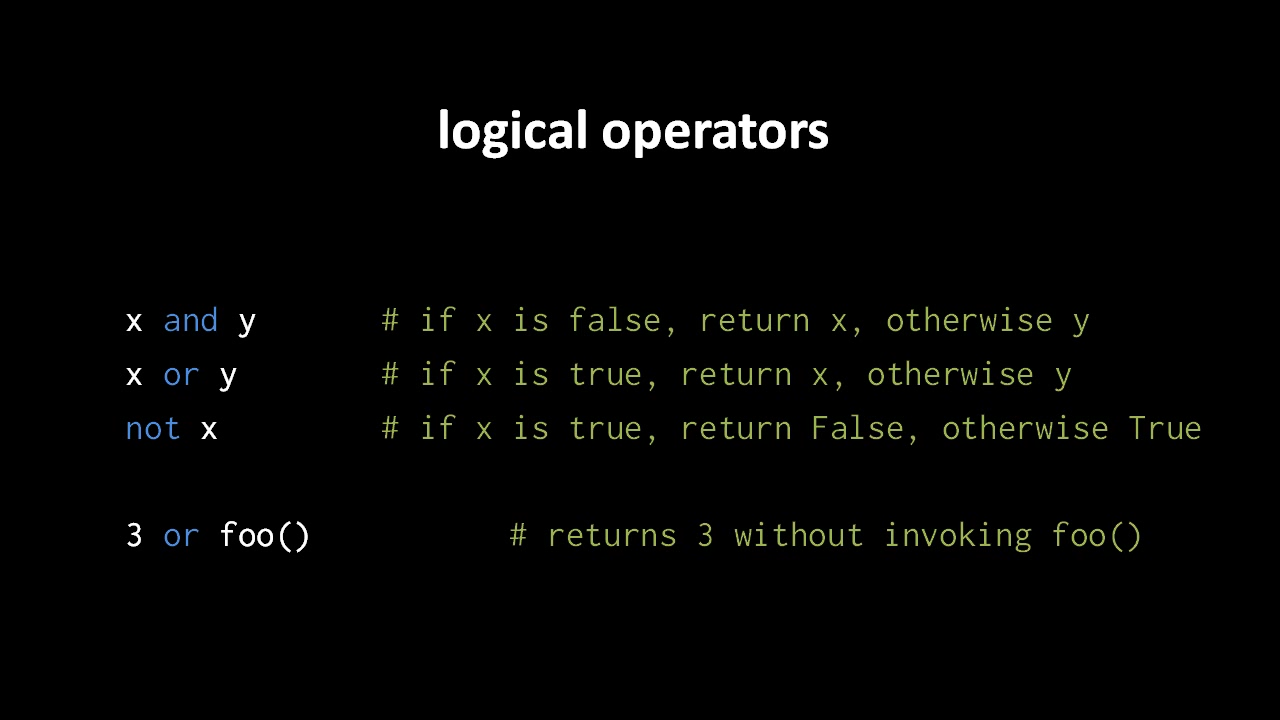 logical operators
x and y # if x is false, return x, otherwise y
x or y # if x is true, return x, otherwise y
not x # if x is true, return False, otherwise True
3 or foo() # returns 3 without invoking foo()